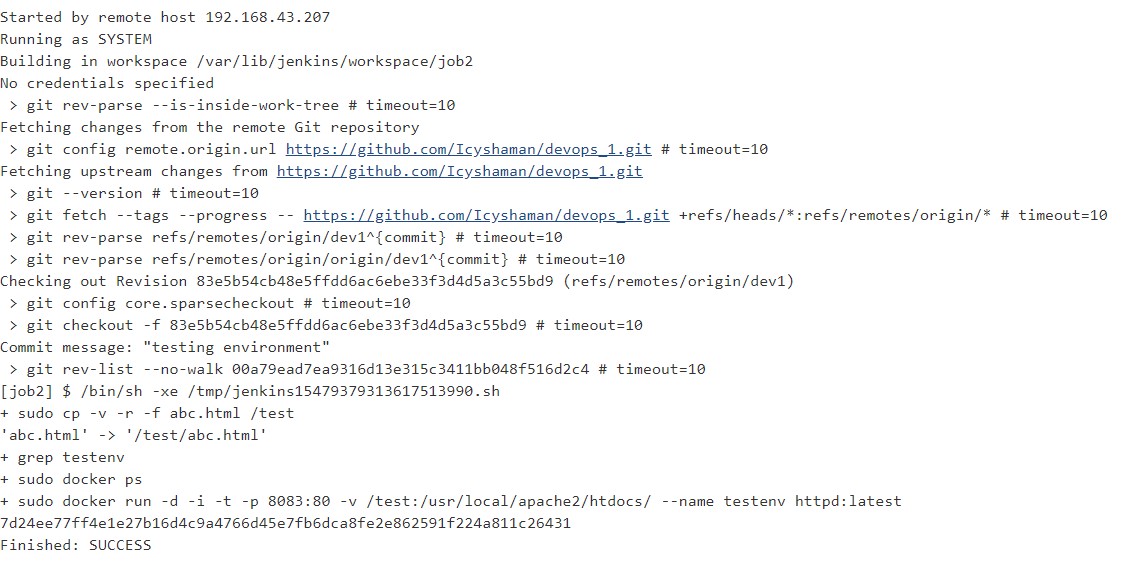 Started by remote host 192.168.43.207
Running as SYSTEM
Building in workspace /var/lib/jenkins/workspace/job2
No credentials specified
 > git rev-parse --is-inside-work-tree # timeout=10
Fetching changes from the remote Git repository
 > git config remote.origin.url https://github.com/Icyshaman/devops_1.git # timeout=10
Fetching upstream changes from https://github.com/Icyshaman/devops_1.git
 > git --version # timeout=10
 > git fetch --tags --progress -- https://github.com/Icyshaman/devops_1.git +refs/heads/*:refs/remotes/origin/* # timeout=10
 > git rev-parse refs/remotes/origin/dev1^{commit} # timeout=10
 > git rev-parse refs/remotes/origin/origin/dev1^{commit} # timeout=10
Checking out Revision 83e5b54cb48e5ffdd6ac6ebe33f3d4d5a3c55bd9 (refs/remotes/origin/dev1)
 > git config core.sparsecheckout # timeout=10
 > git checkout -f 83e5b54cb48e5ffdd6ac6ebe33f3d4d5a3c55bd9 # timeout=10
Commit message: "testing environment"
 > git rev-list --no-walk 00a79ead7ea9316d13e315c3411bb048f516d2c4 # timeout=10
[job2] $ /bin/sh -xe /tmp/jenkins15479379313617513990.sh
+ sudo cp -v -r -f abc.html /test
'abc.html' -> '/test/abc.html'
+ grep testenv
+ sudo docker ps
+ sudo docker run -d -i -t -p 8083:80 -v /test:/usr/local/apache2/htdocs/ --name testenv httpd:latest
7d24ee77ff4e1e27b16d4c9a4766d45e7fb6dca8fe2e862591f224a811c26431
Finished: SUCCESS